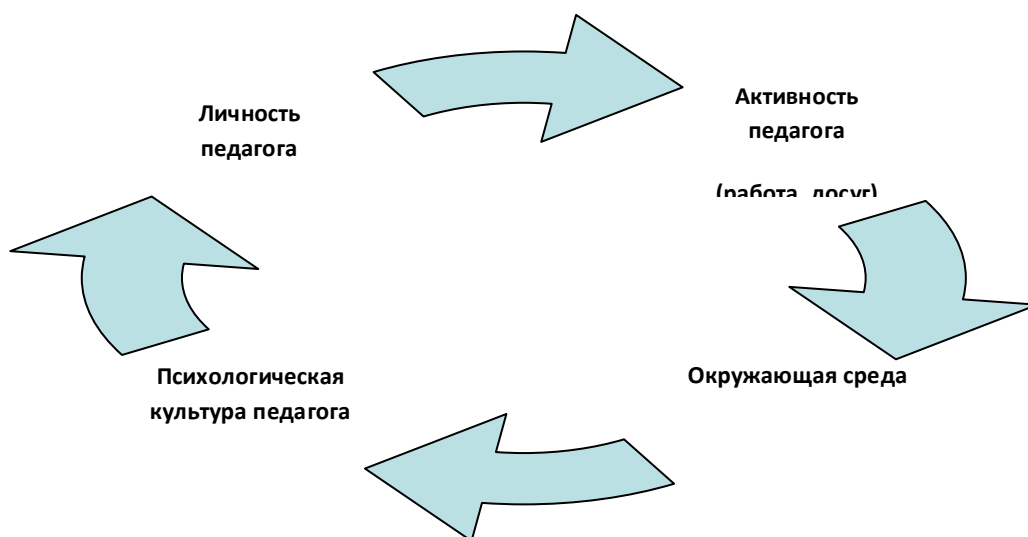 Личность
педагога
Активность
педагога
(работа, досуг)
Окружающая среда
Психологическая
культура педагога